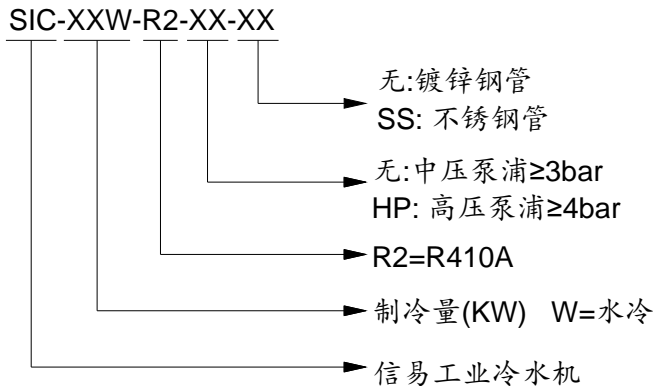 SIC-XXW-R2-XX-XX
无:镀锌钢管
SS: 不锈钢管
无:中压泵浦≥3bar
HP: 高压泵浦≥4bar
R2=R410A
制冷量(KW) W=水冷
信易工业冷水机